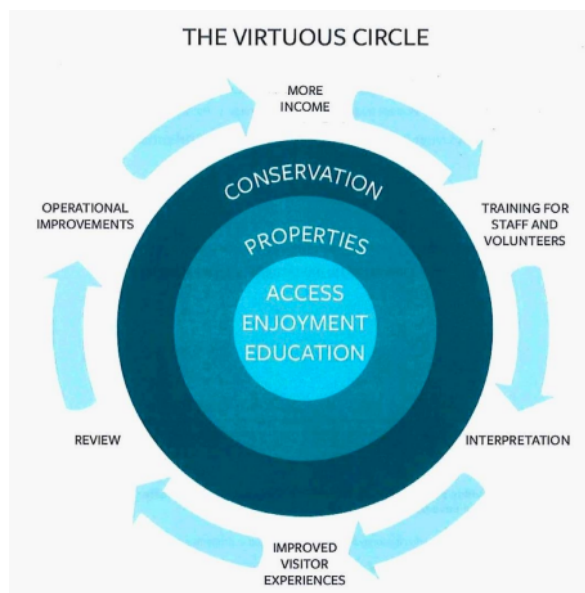 THE VIRTUOUS CIRCLE
MORE
INCOME
TRAINING FOR
STAFF AND
VOLUNTEERS
INTERPRETATION
IMPROVED
VISITOR
EXPERIENCES
REVIEW
OPERATIONAL
IMPROVEMENTS
CONSERVATION
PROPERTIES
ACCESS
ENJOYMENT
EDUCATION